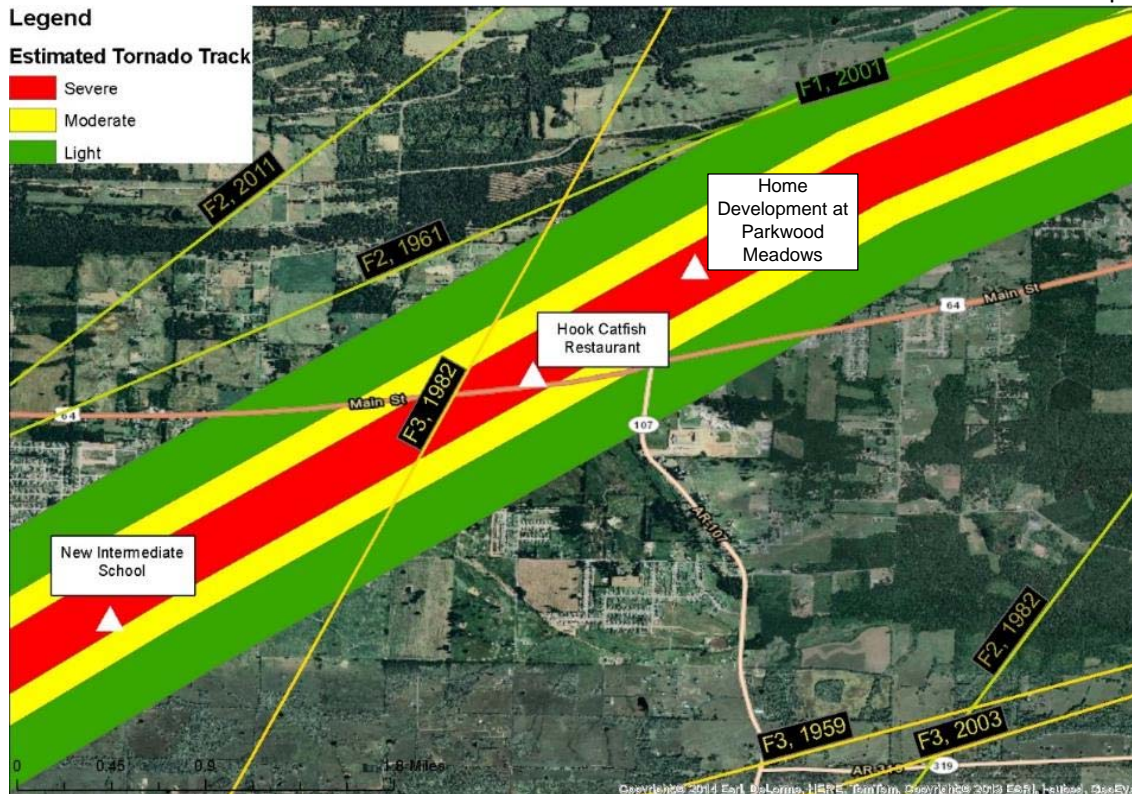 Legend
Estimated Tornado Track
Severe
Moderate
Light
F1, 2001
F2, 2011
F2, 1961
Home
Development at
Parkwood
Meadows
64
Main St
Hook Catfish
Restaurant
F3, 1982
Main St
64
107
AR-107
New Intermediate
School
F2, 1982
F3, 1959
F3, 2003
0
0.45
0.9
1.8 Miles
319